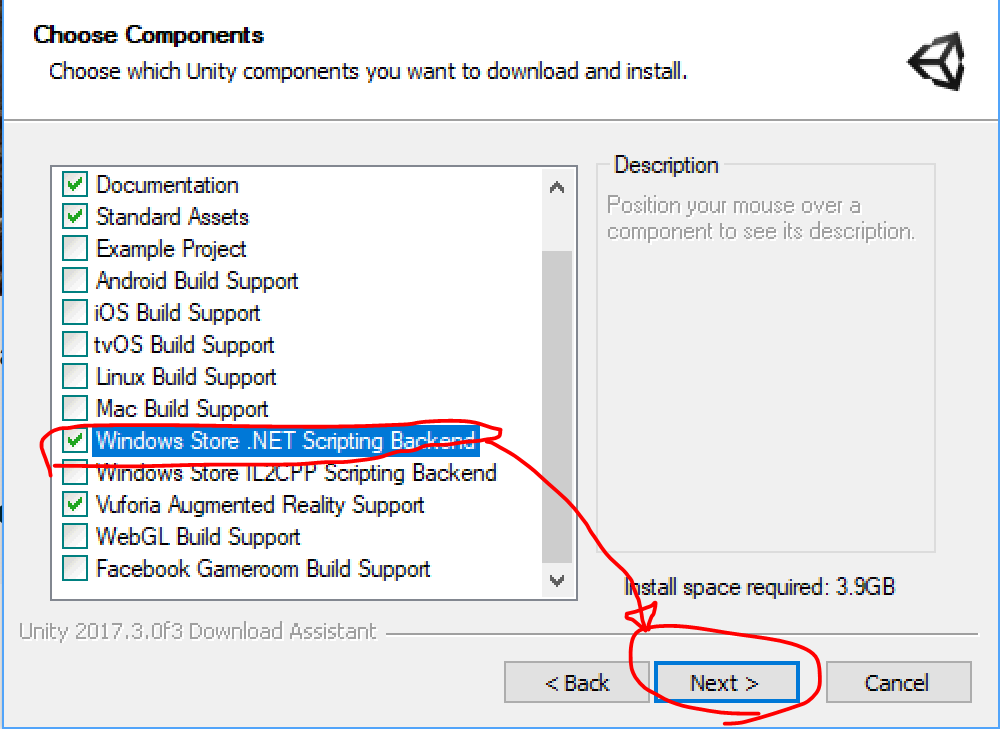 Choose Components
Choose which Unity components you want to download and install.
Documentation
Standard Assets
Example Project
Android Build Support
iOS Build Support
tvOS Build Support
Linux Build Support
Mac Build Support
Windows Store .NET Scripting Backend
Windows Store IL2CPP Scripting Backend
Vuforia Augmented Reality Support
WebGL Build Support
Facebook Gameroom Build Support
Description
Position your mouse over a
component to see its description.
Install space required: 3.9GB
Unity 2017.3.0f3 Download Assistant
< Back
Next >
Cancel